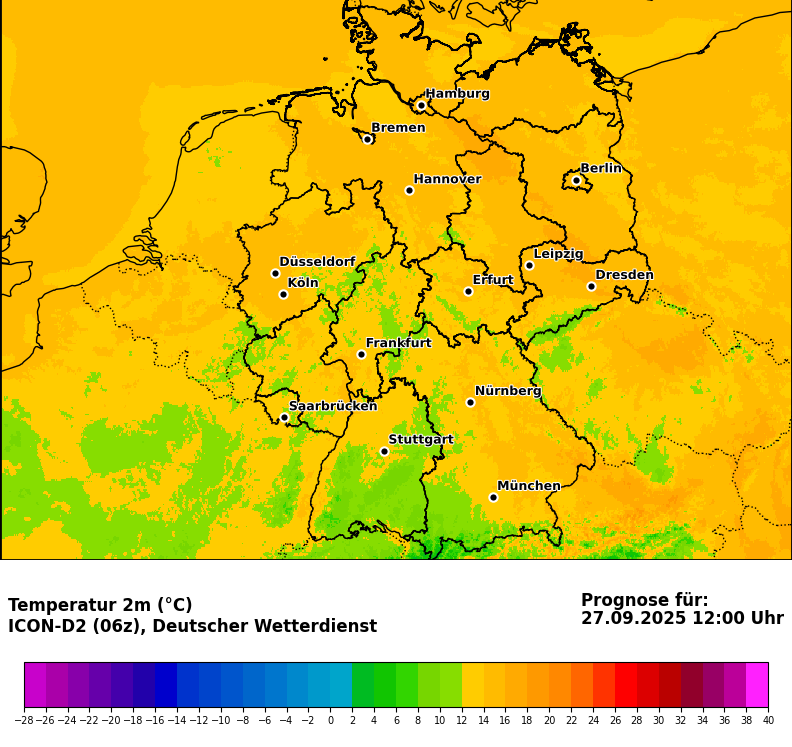 Hamburg
Bremen
Berlin
Hannover
Düsseldorf
Leipzig
Köln
Erfurt
Dresden
Frankfurt
Nürnberg
Saarbrücken
Stuttgart
München
Temperatur 2m (°C)
ICON-D2 (06z), Deutscher Wetterdienst
Prognose für:
27.09.2025 12:00 Uhr
−28 −26 −24 −22 −20 −18 −16 −14 −12 −10 −8 −6 −4 −2 0 2 4 6 8 10 12 14 16 18 20 22 24 26 28 30 32 34 36 38 40